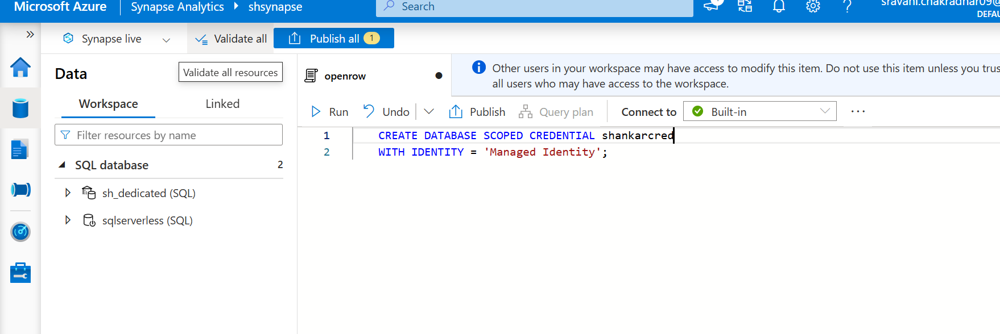 Microsoft Azure
Synapse Analytics
shsynapse
Search
DEFAU
Synapse live
Validate all
Publish all
1
Data
Validate all resources
Workspace
Linked
Filter resources by name
SQL database
2
sh_dedicated (SQL)
sqlserverless (SQL)
openrow
Other users in your workspace may have access to modify this item. Do not use this item unless you trus
all users who may have access to the workspace.
Run
Undo
Publish
Query plan
Connect to
Built-in
1 CREATE DATABASE SCOPED CREDENTIAL shankarcred
2 WITH IDENTITY = 'Managed Identity';